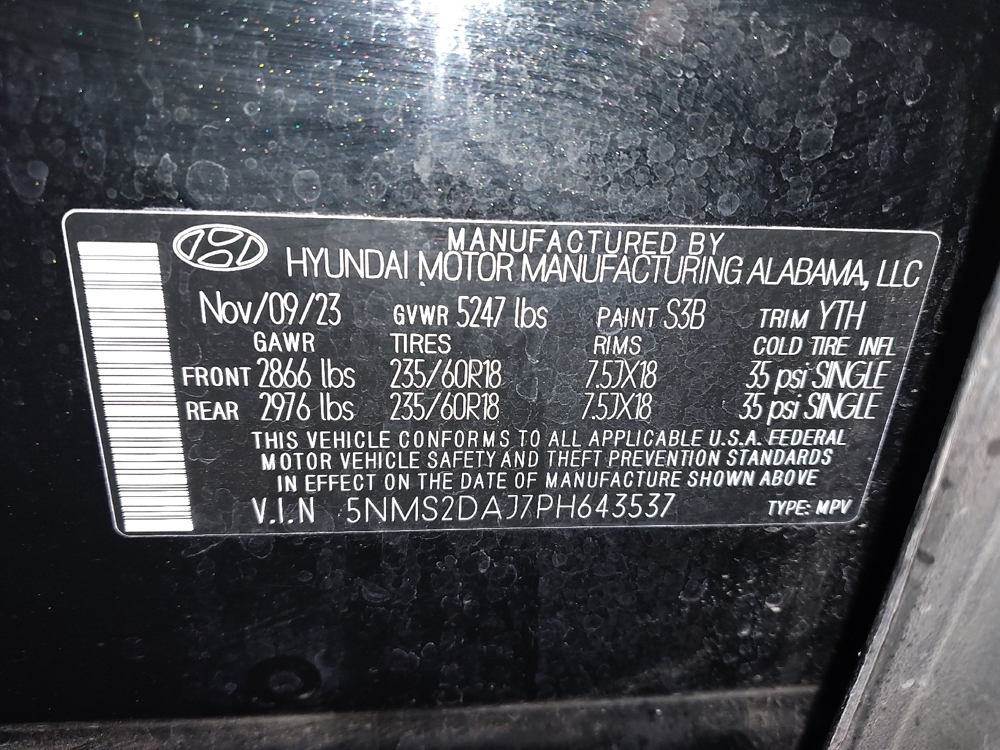 MANUFACTURED BY
HYUNDAI MOTOR MANUFACTURING ALABAMA, LLC
Nov/09/23 GVWR 5247 lbs PAINT S3B TRIM YTH
GAWR TIRES RIMS COLD TIRE INFL
FRONT 2866 lbs 235/60R18 7.5JX18 35 psi SINGLE
REAR 2976 lbs 235/60R18 7.5JX18 35 psi SINGLE
THIS VEHICLE CONFORMS TO ALL APPLICABLE U.S.A. FEDERAL
MOTOR VEHICLE SAFETY AND THEFT PREVENTION STANDARDS
IN EFFECT ON THE DATE OF MANUFACTURE SHOWN ABOVE
V.I.N 5NMS2DAJ7PH643537 TYPE: MPV